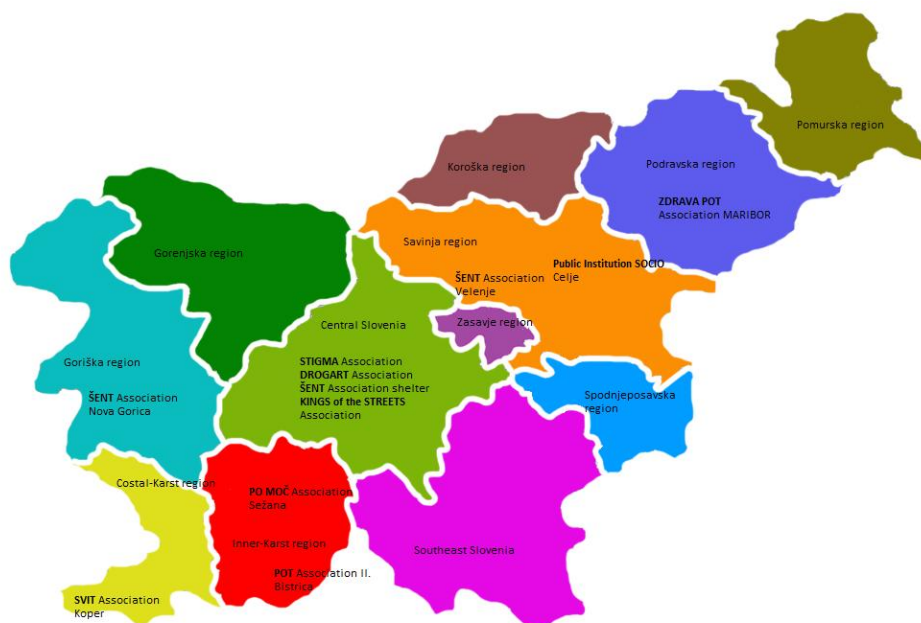 Pomurska region
Koroška region
Podravska region
ZDRAVA POT
Association MARIBOR
Gorenjska region
Savinja region
Public Institution SOCIO
Celje
ŠENT Association
Velenje
Central Slovenia
Zasavje region
STIGMA Association
DROGART Association
ŠENT Association shelter
KINGS of the STREETS
Association
Goriška region
ŠENT Association
Nova Gorica
Spodnjeposavska
region
Costal-Karst region
PO MOČ Association
Sežana
Inner-Karst region
Southeast Slovenia
POT Association II.
Bistrica
SVIT Association
Koper